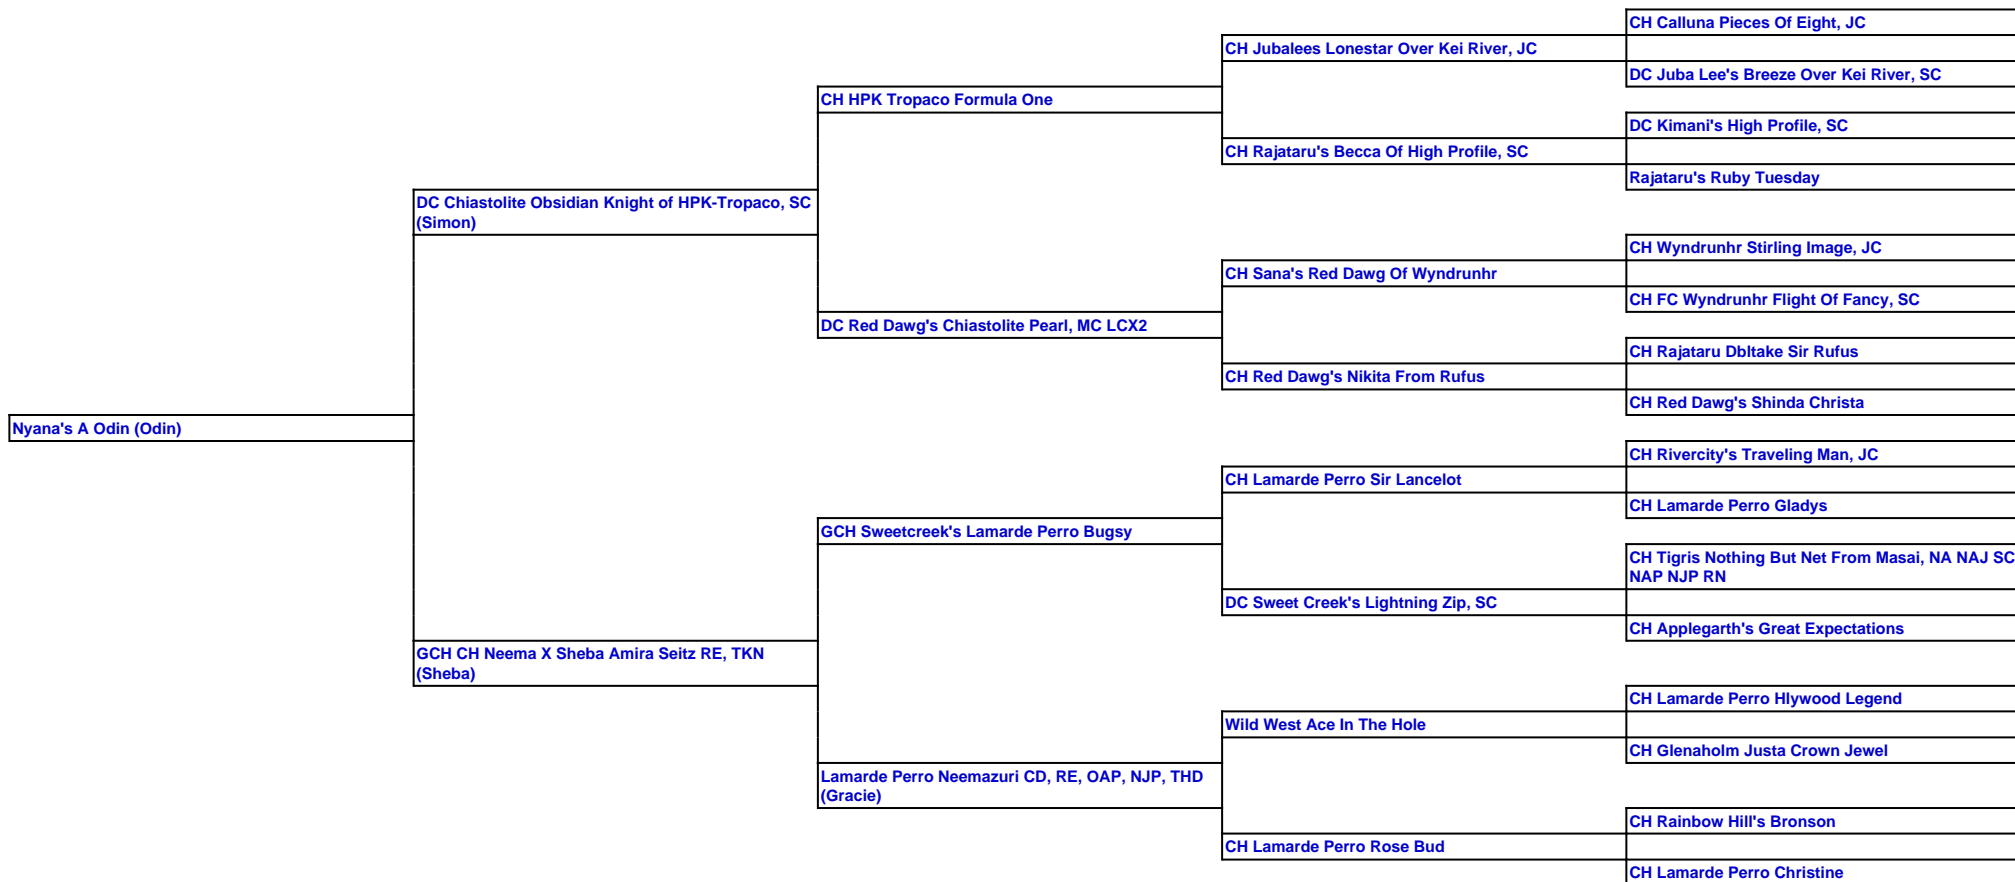 CH Calluna Pieces Of Eight, JC
CH Jubalees Lonestar Over Kei River, JC
DC Juba Lee's Breeze Over Kei River, SC
CH HPK Tropaco Formula One
DC Kimani's High Profile, SC
CH Rajataru's Becca Of High Profile, SC
Rajataru's Ruby Tuesday
DC Chiastolite Obsidian Knight of HPK-Tropaco, SC
(Simon)
CH Wyndrunhr Stirling Image, JC
CH Sana's Red Dawg Of Wyndrunhr
CH FC Wyndrunhr Flight Of Fancy, SC
DC Red Dawg's Chiastolite Pearl, MC LCX2
CH Rajataru Dbltake Sir Rufus
CH Red Dawg's Nikita From Rufus
CH Red Dawg's Shinda Christa
Nyana's A Odin (Odin)
CH Rivercity's Traveling Man, JC
CH Lamarde Perro Sir Lancelot
CH Lamarde Perro Gladys
GCH Sweetcreek's Lamarde Perro Bugsy
CH Tigris Nothing But Net From Masai, NA NAJ SC
NAP NJP RN
DC Sweet Creek's Lightning Zip, SC
CH Applegarth's Great Expectations
GCH CH Neema X Sheba Amira Seitz RE, TKN
(Sheba)
CH Lamarde Perro Hlywood Legend
Wild West Ace In The Hole
CH Glenaholm Justa Crown Jewel
Lamarde Perro Neemazuri CD, RE, OAP, NJP, THD
(Gracie)
CH Rainbow Hill's Bronson
CH Lamarde Perro Rose Bud
CH Lamarde Perro Christine